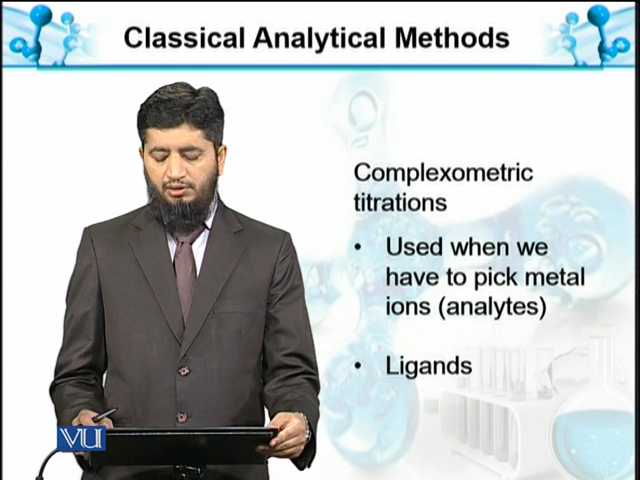 Classical Analytical Methods
Complexometric
titrations
• Used when we
have to pick metal
ions (analytes)
• Ligands
VU